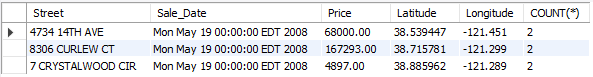 Street Sale_Date Price Latitude Longitude COUNT(*)
4734 14TH AVE Mon May 19 00:00:00 EDT 2008 68000.00 38.539447 -121.451 2
8306 CURLEW CT Mon May 19 00:00:00 EDT 2008 167293.00 38.715781 -121.299 2
7 CRYSTALWOOD CIR Mon May 19 00:00:00 EDT 2008 4897.00 38.885962 -121.289 2